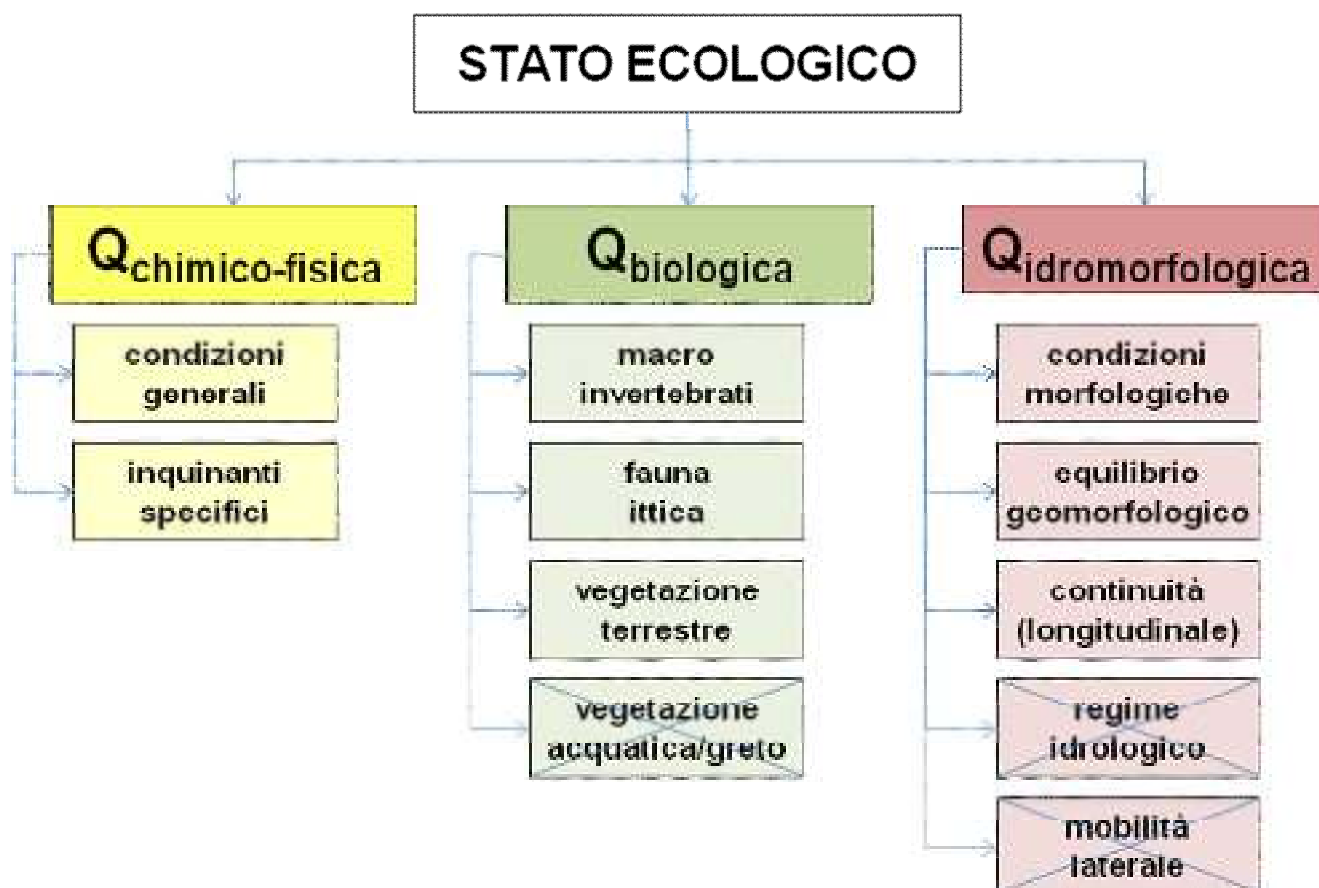 STATO ECOLOGICO
Qchimico-fisica
condizioni
generali
inquinanti
specifici
Qbiologica
macro
invertebrati
fauna
ittica
vegetazione
terrestre
vegetazione
acquatica/greto
Qidromorfologica
condizioni
morfologiche
equilibrio
geomorfologico
continuità
(longitudinale)
regime
idrologico
mobilità
laterale